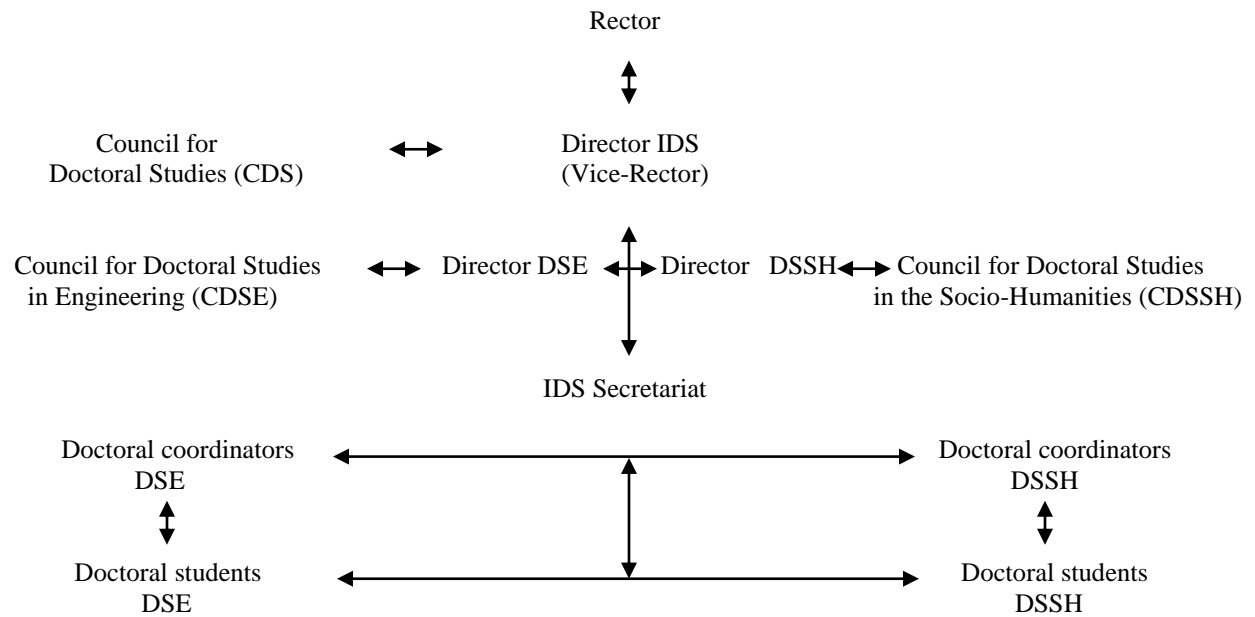 Rector
Council for
Doctoral Studies (CDS)
Director IDS
(Vice-Rector)
Council for Doctoral Studies
in Engineering (CDSE)
Director DSE
Director DSSH
Council for Doctoral Studies
in the Socio-Humanities (CDSSH)
IDS Secretariat
Doctoral coordinators
DSE
Doctoral coordinators
DSSH
Doctoral students
DSE
Doctoral students
DSSH